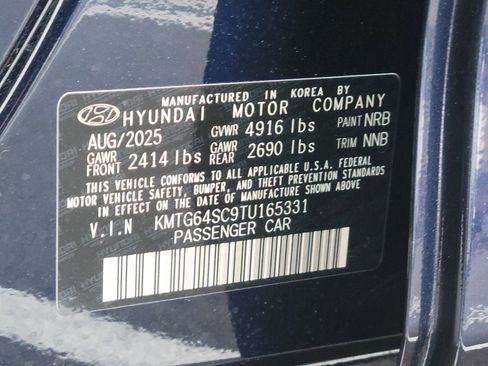 MANUFACTURED IN KOREA BY
HYUNDAI MOTOR COMPANY
AUG/2025 GVWR 4916 lbs PAINT NRB
GAWR FRONT 2414 lbs GAWR REAR 2690 lbs TRIM NNB
THIS VEHICLE CONFORMS TO ALL APPLICABLE U.S.A. FEDERAL
MOTOR VEHICLE SAFETY, BUMPER, AND THEFT PREVENTION STANDARDS
IN EFFECT ON THE DATE OF MANUFACTURE SHOWN ABOVE.
V.I.N KMTG64SC9TU165331
PASSENGER CAR